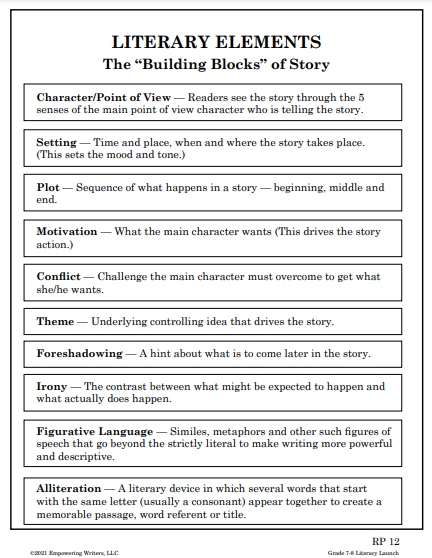 LITERARY ELEMENTS
The “Building Blocks” of Story
Character/Point of View — Readers see the story through the 5
senses of the main point of view character who is telling the story.
Setting — Time and place, when and where the story takes place.
(This sets the mood and tone.)
Plot — Sequence of what happens in a story — beginning, middle and
end.
Motivation — What the main character wants (This drives the story
action.)
Conflict — Challenge the main character must overcome to get what
she/he wants.
Theme — Underlying controlling idea that drives the story.
Foreshadowing — A hint about what is to come later in the story.
Irony — The contrast between what might be expected to happen and
what actually does happen.
Figurative Language — Similes, metaphors and other such figures of
speech that go beyond the strictly literal to make writing more powerful
and descriptive.
Alliteration — A literary device in which several words that start
with the same letter (usually a consonant) appear together to create a
memorable passage, word referent or title.
RP 12
©2021 Empowering Writers, LLC
Grade 7-8 Literacy Launch